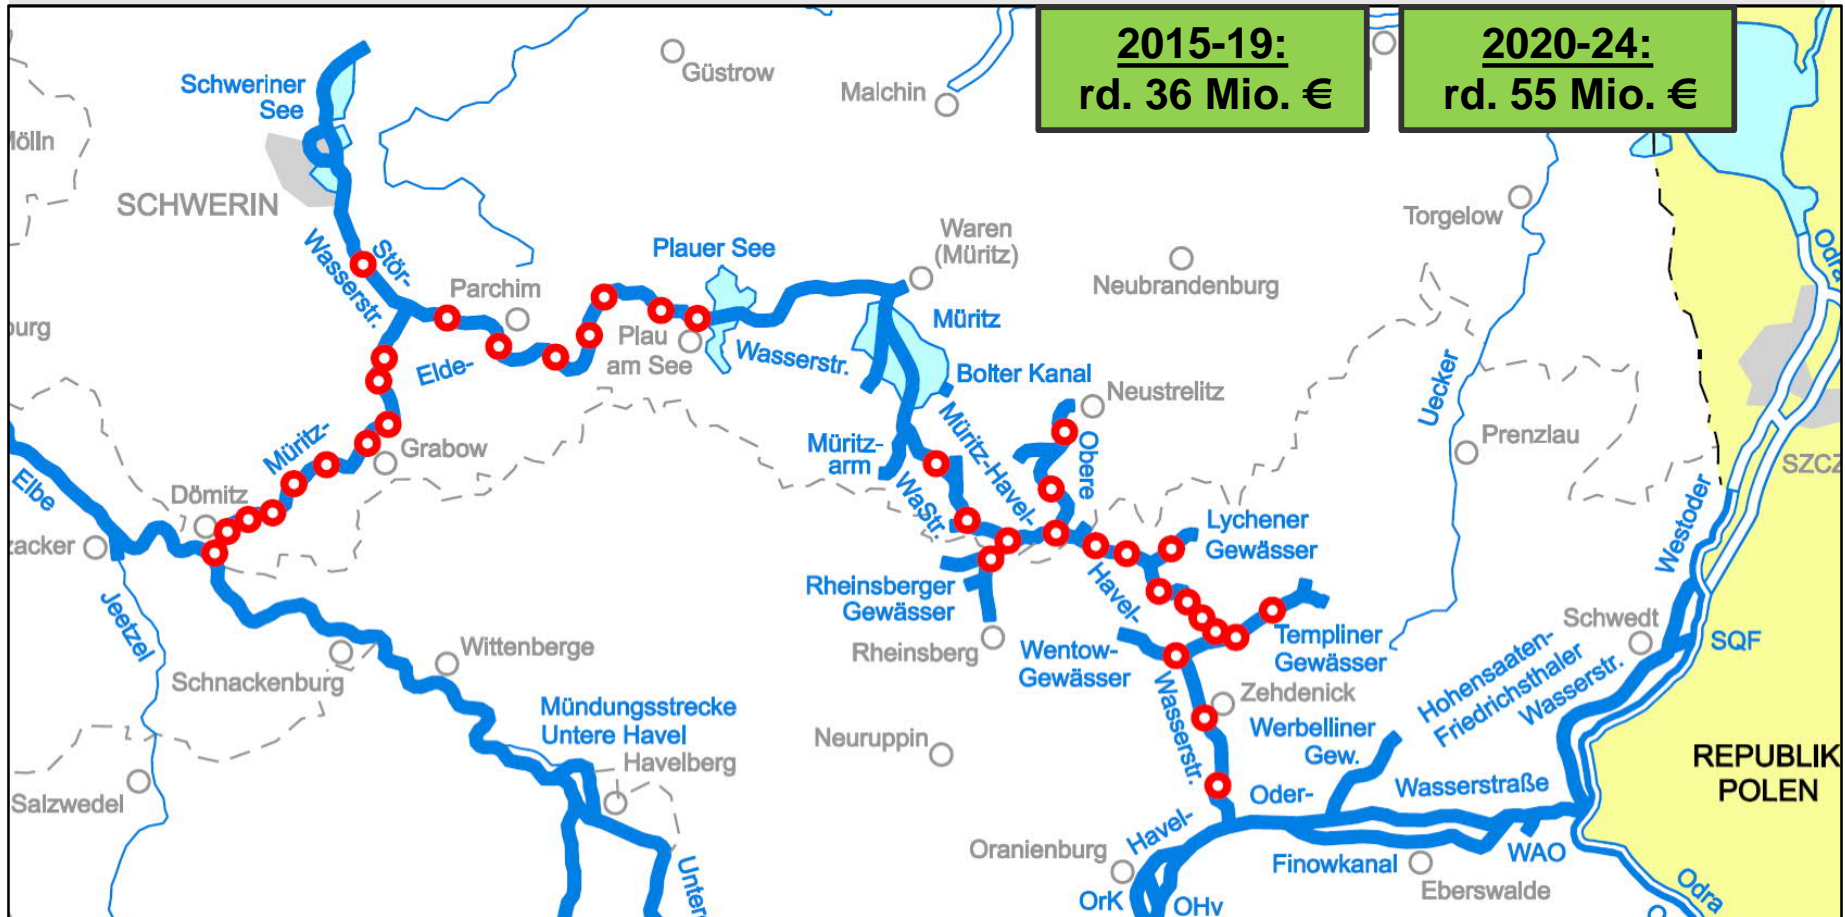 2015-19:
rd. 36 Mio. €
2020-24:
rd. 55 Mio. €
Güstrow
Malchin
Schweriner
See
SCHWERIN
Torgelow
Waren
(Müritz)
Neubrandenburg
Plauer See
Stör-
Wasserstr.
Parchim
Plau
am See
Elde-
Wasserstr.
Müritz
Bolter Kanal
Neustrelitz
Uecker
Prenzlau
Odra
Müritz-
Grabow
Müritz-
arm
Müritz-Havel-
WaStr.
Obere
Elbe
Dömitz
zacker
Lychener
Gewässer
Westoder
Rheinsberger
Gewässer
Havel-
Jeetzel
Rheinsberg
Wentow-
Gewässer
Templiner
Gewässer
Schwedt
SQF
Wittenberge
Schnackenburg
Hohensaaten-
Friedrichsthaler
Wasserstr.
Zehdenick
Wasserstr.
Mündungsstrecke
Untere Havel
Havelberg
Neuruppin
Werbelliner
Gew.
REPUBLIK
POLEN
Salzwedel
Oder-
Wasserstraße
Havel-
Oranienburg
Finowkanal
WAO
Eberswalde
OrK
OHv
Odra